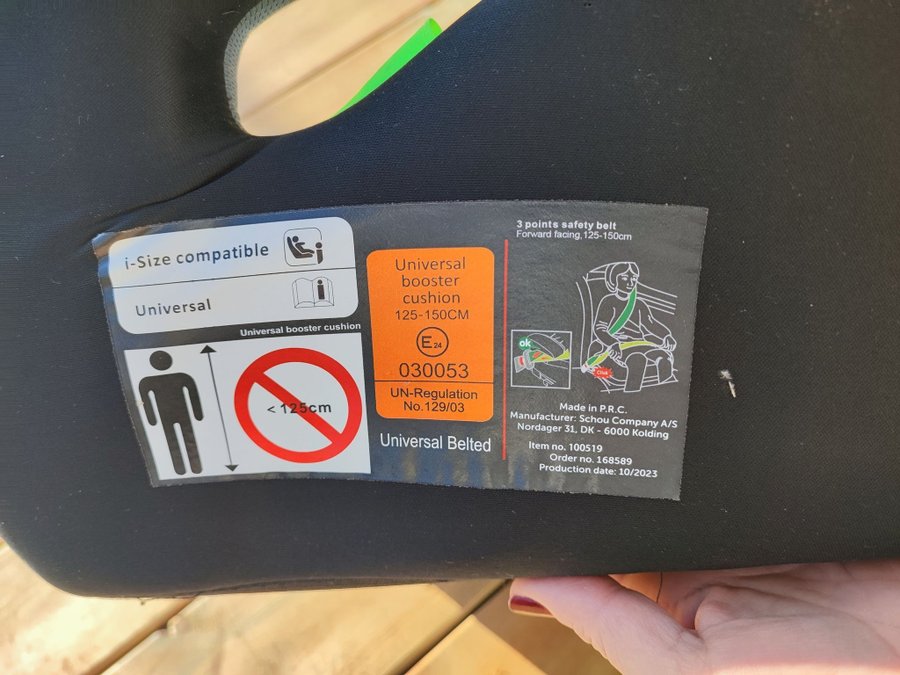 i-Size compatible
Universal
Universal booster cushion
< 125cm
Universal
booster
cushion
125-150CM
E24
030053
UN-Regulation
No.129/03
Universal Belted
3 points safety belt
Forward facing, 125-150cm
ok
Click
Made in P.R.C.
Manufacturer: Schou Company A/S
Nordager 31, DK - 6000 Kolding
Item no. 100519
Order no. 168589
Production date: 10/2023